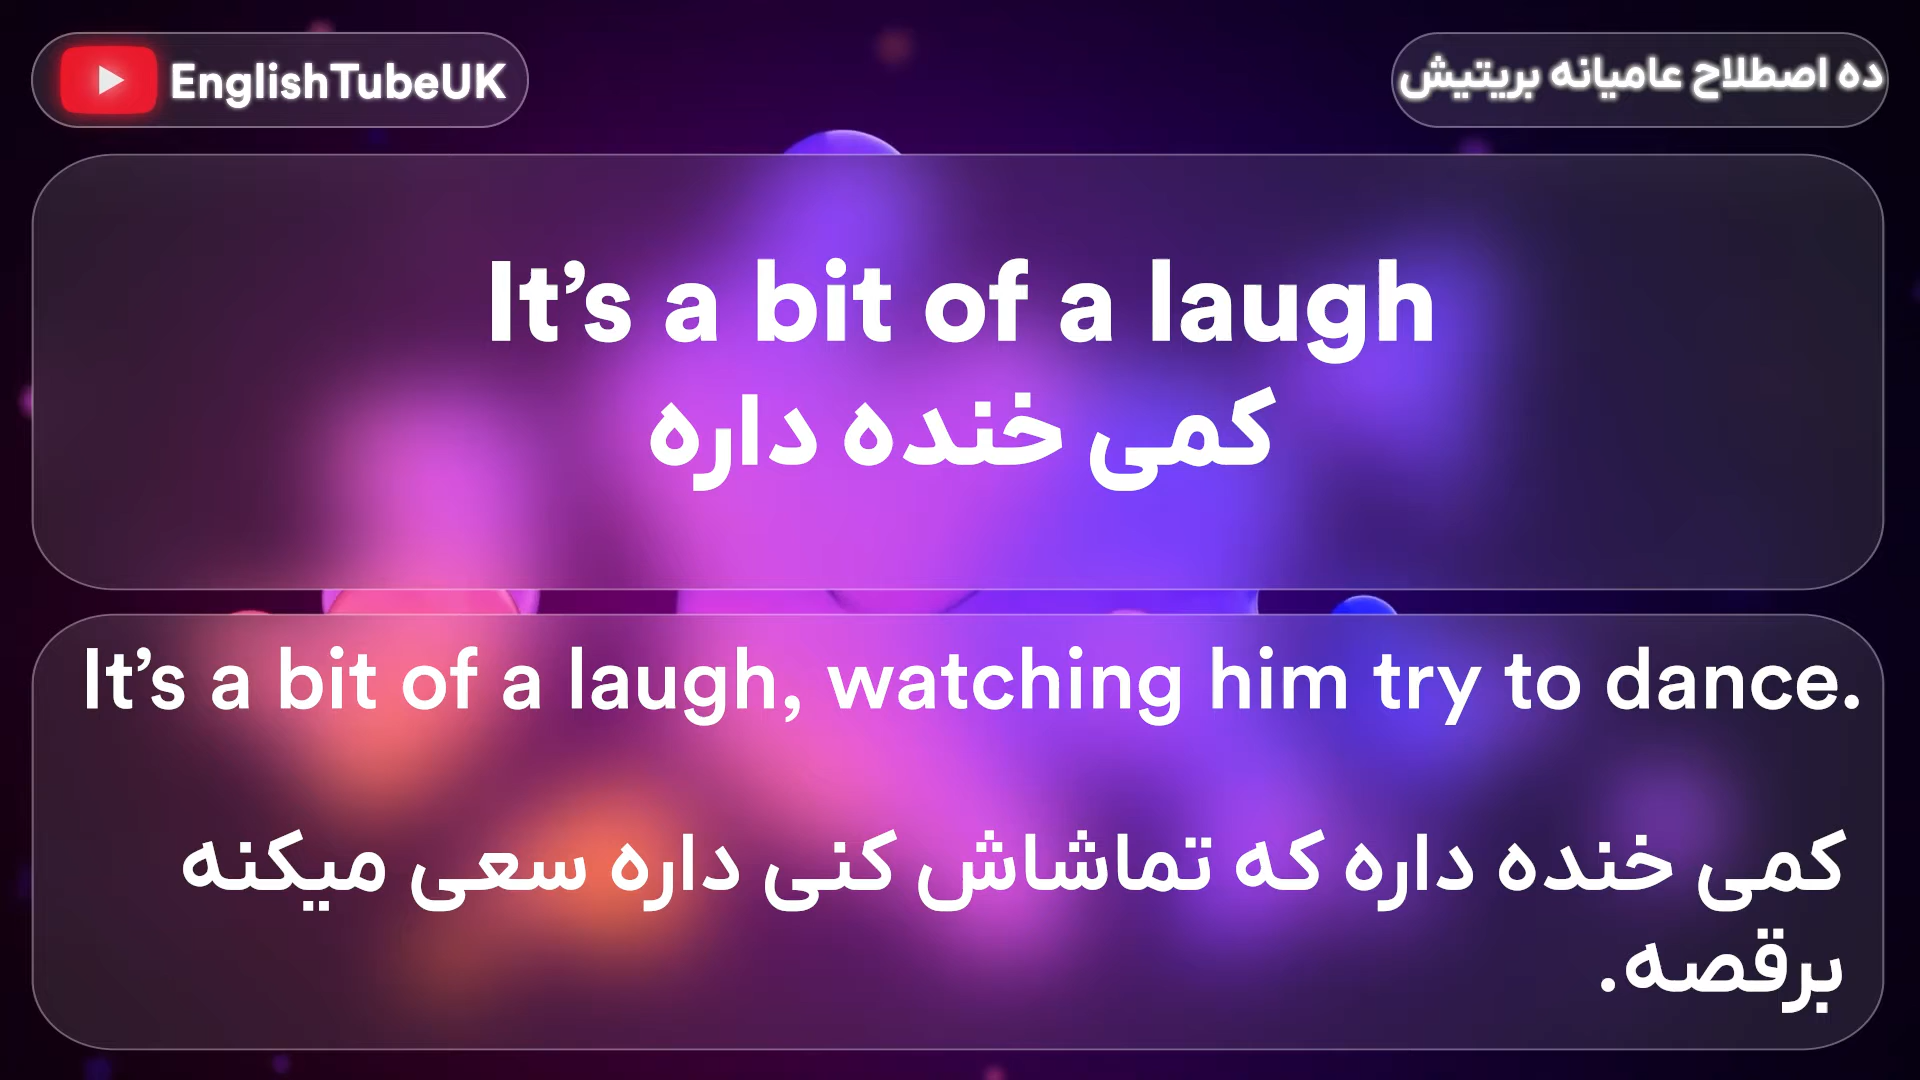 EnglishTubeUK
ده اصطلاح عامیانه بریتیش
It’s a bit of a laugh
کمی خنده داره
It’s a bit of a laugh, watching him try to dance.
کمی خنده داره که تماشاش کنی داره سعی میکنه
برقصه.